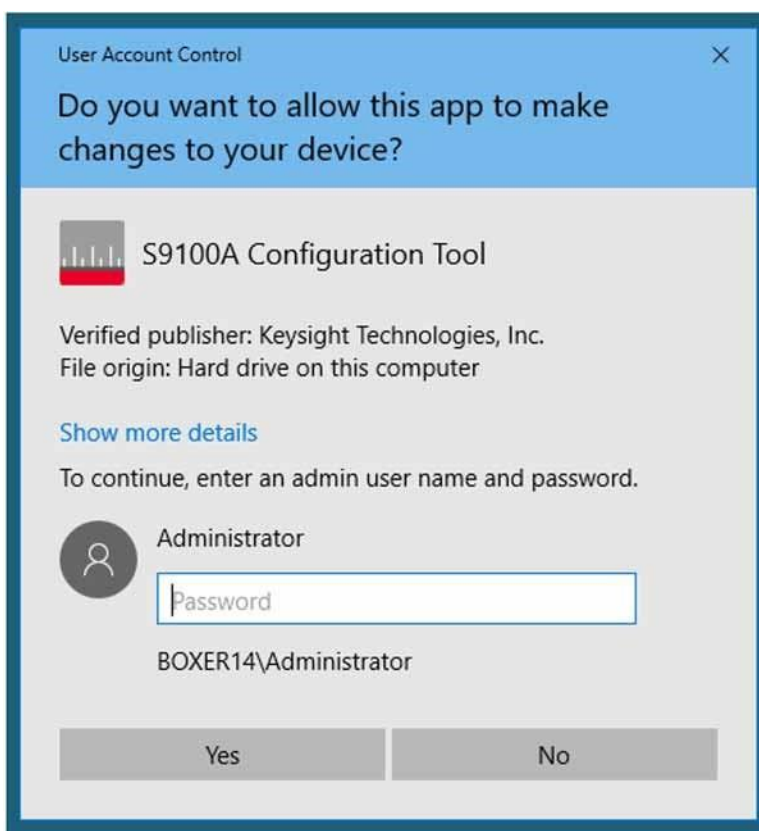 User Account Control
Do you want to allow this app to make
changes to your device?
S9100A Configuration Tool
Verified publisher: Keysight Technologies, Inc.
File origin: Hard drive on this computer
Show more details
To continue, enter an admin user name and password.
Administrator
Password
BOXER14\Administrator
Yes
No